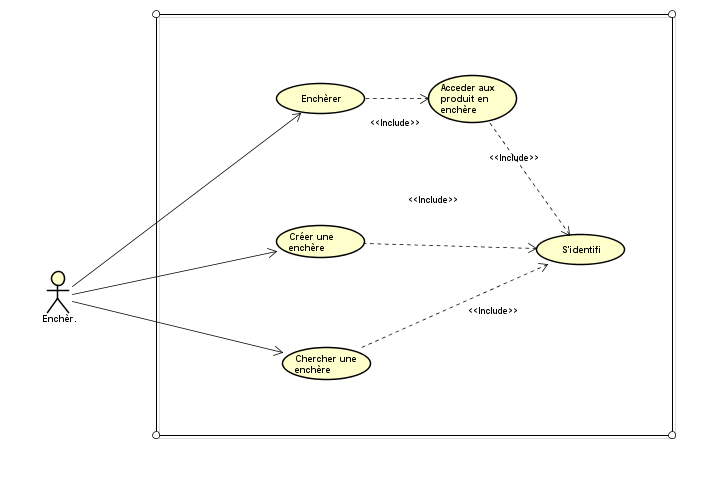 Enchèrer
Acceder aux
produit en
enchère
<<Include>>
<<Include>>
<<Include>>
Créer une
enchère
S'identifi
Enchèr.
<<Include>>
Chercher une
enchère